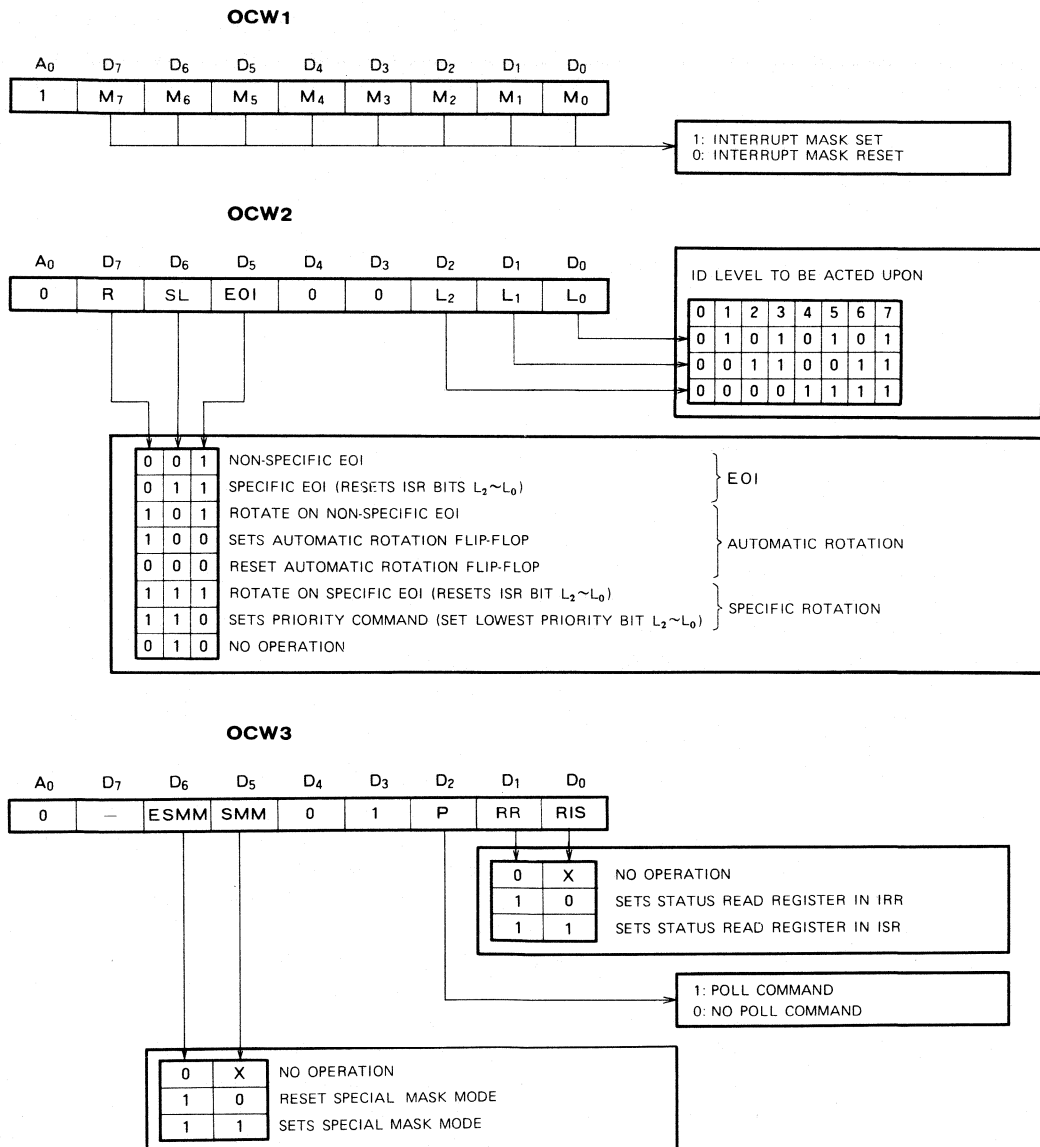 OCW1
A0 D7 D6 D5 D4 D3 D2 D1 D0
1 M7 M6 M5 M4 M3 M2 M1 M0
1: INTERRUPT MASK SET
0: INTERRUPT MASK RESET
OCW2
A0 D7 D6 D5 D4 D3 D2 D1 D0
0 R SL EOI 0 0 L2 L1 L0
ID LEVEL TO BE ACTED UPON
0 1 2 3 4 5 6 7
0 1 0 1 0 1 0 1
0 0 1 1 0 0 1 1
0 0 0 0 1 1 1 1
0 0 1 NON-SPECIFIC EOI
0 1 1 SPECIFIC EOI (RESETS ISR BITS L2~L0)
EOI
1 0 1 ROTATE ON NON-SPECIFIC EOI
1 0 0 SETS AUTOMATIC ROTATION FLIP-FLOP
0 0 0 RESET AUTOMATIC ROTATION FLIP-FLOP
AUTOMATIC ROTATION
1 1 1 ROTATE ON SPECIFIC EOI (RESETS ISR BIT L2~L0)
1 1 0 SETS PRIORITY COMMAND (SET LOWEST PRIORITY BIT L2~L0)
SPECIFIC ROTATION
0 1 0 NO OPERATION
OCW3
A0 D7 D6 D5 D4 D3 D2 D1 D0
0 — ESMM SMM 0 1 P RR RIS
0 X NO OPERATION
1 0 SETS STATUS READ REGISTER IN IRR
1 1 SETS STATUS READ REGISTER IN ISR
1: POLL COMMAND
0: NO POLL COMMAND
0 X NO OPERATION
1 0 RESET SPECIAL MASK MODE
1 1 SETS SPECIAL MASK MODE